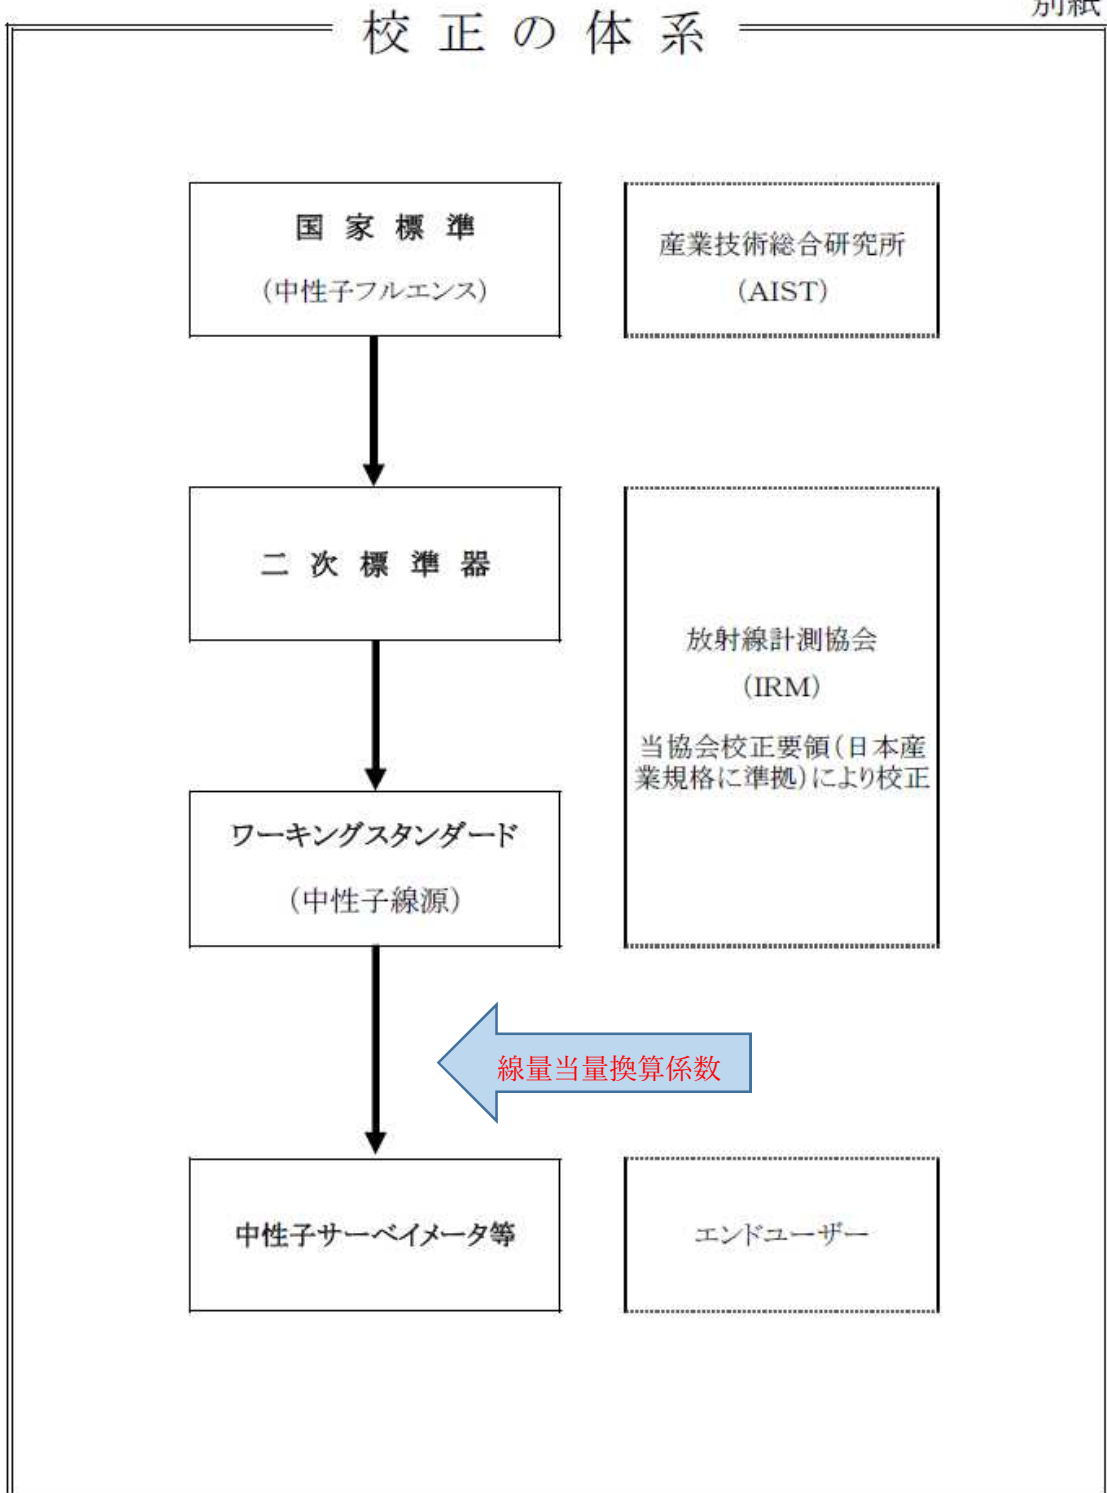 別紙
校正の体系
国家標準
(中性子フルエンス)
産業技術総合研究所
(AIST)
二次標準器
放射線計測協会
(IRM)
当協会校正要領(日本産
業規格に準拠)により校正
ワーキングスタンダード
(中性子線源)
線量当量換算係数
中性子サーベイメータ等
エンドユーザー